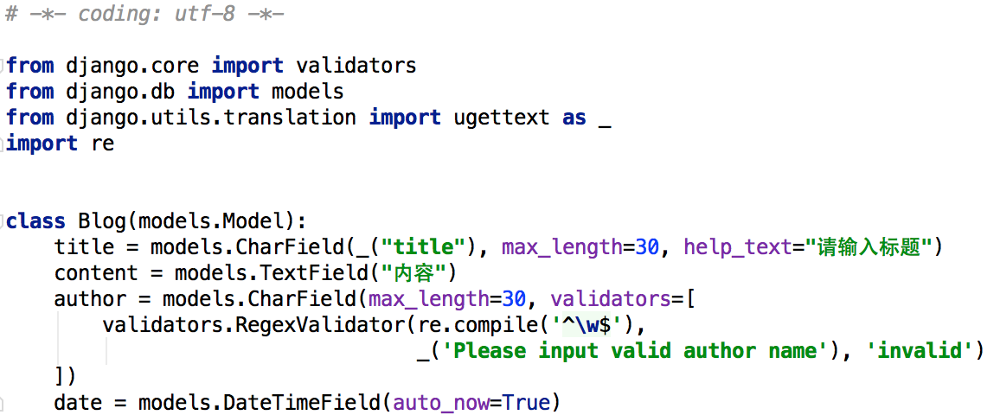 # -*- coding: utf-8 -*-
from django.core import validators
from django.db import models
from django.utils.translation import ugettext as _
import re
class Blog(models.Model):
    title = models.CharField(_("title"), max_length=30, help_text="请输入标题")
    content = models.TextField("内容")
    author = models.CharField(max_length=30, validators=[
        validators.RegexValidator(re.compile('^\w$'),
                                  _('Please input valid author name'), 'invalid')
    ])
    date = models.DateTimeField(auto_now=True)